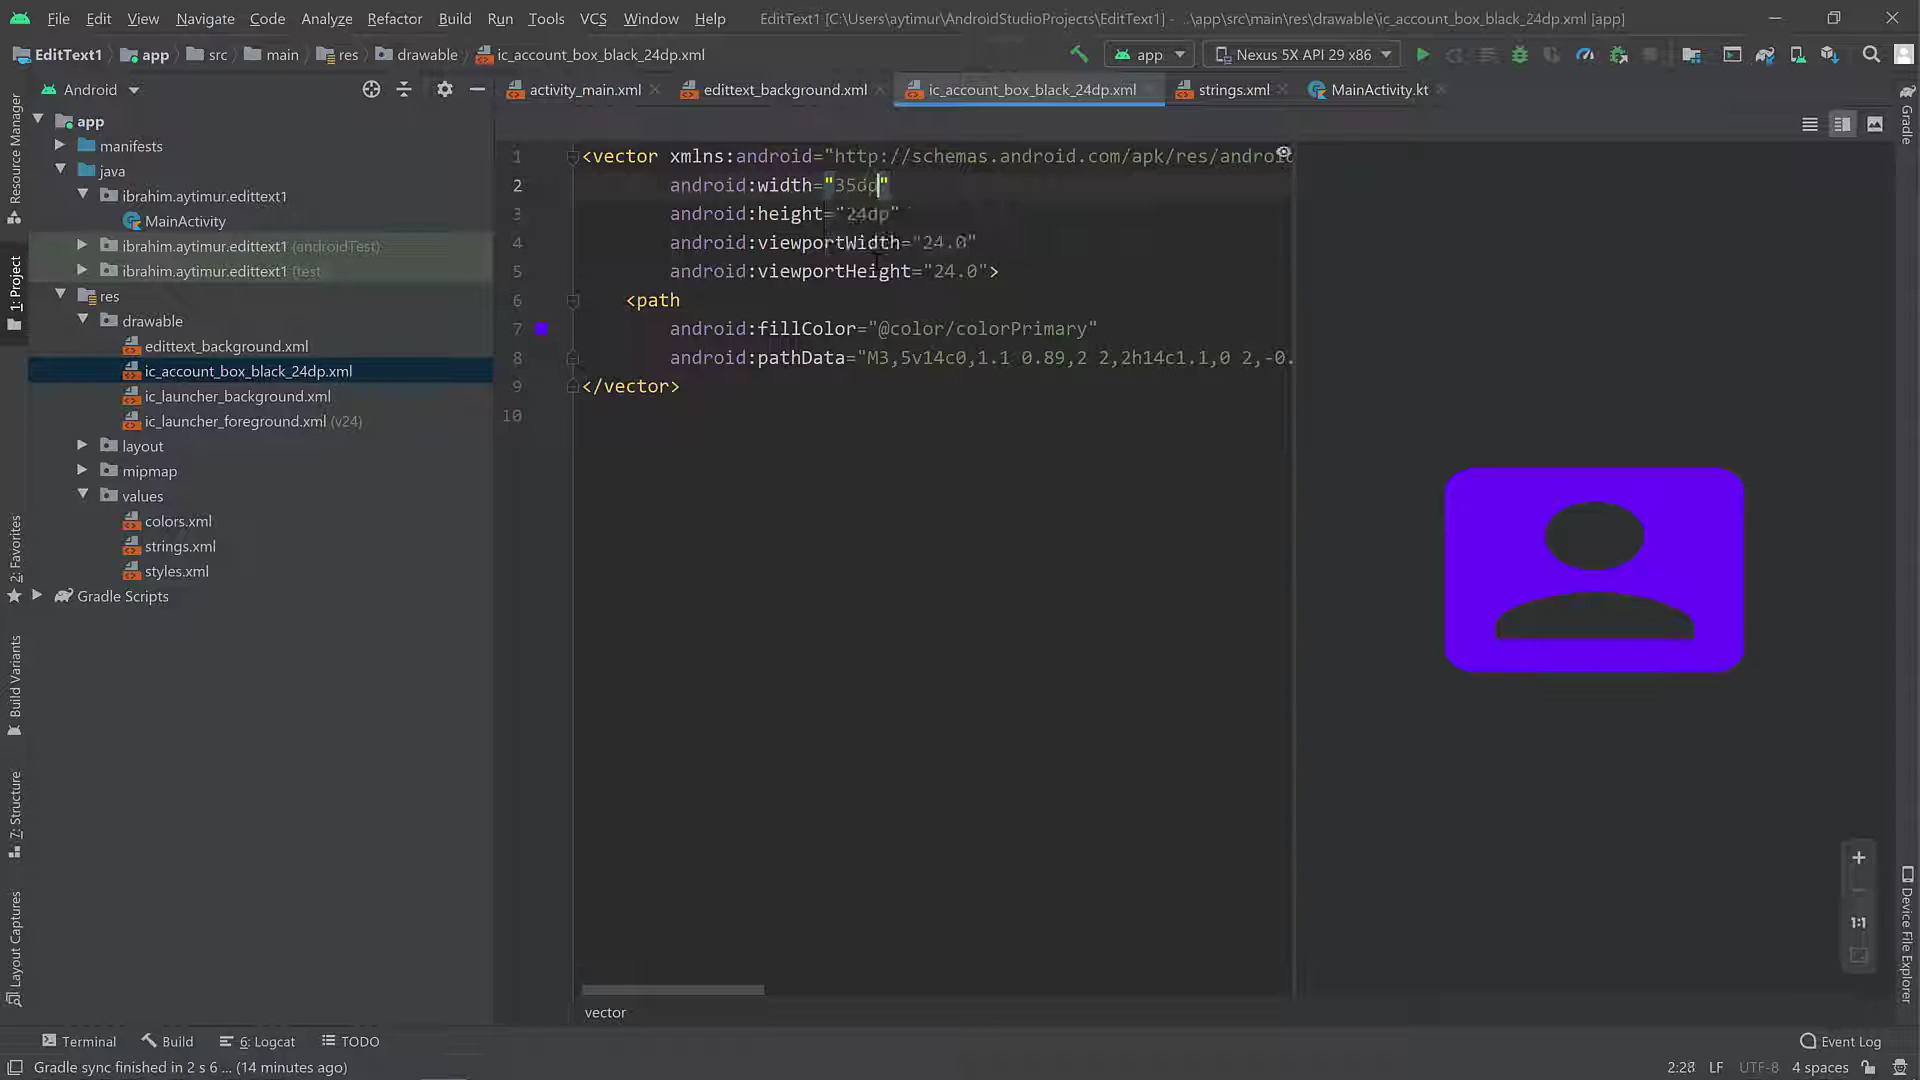 File Edit View Navigate Code Analyze Refactor Build Run Tools VCS Window Help EditText1 [C:\Users\aytimur\AndroidStudioProjects\EditText1] - ...\app\src\main\res\drawable\ic_account_box_black_24dp.xml [app]
EditText1 app src main res drawable ic_account_box_black_24dp.xml app Nexus 5X API 29 x86
Android
activity_main.xml edittext_background.xml ic_account_box_black_24dp.xml strings.xml MainActivity.kt
app
manifests
java
ibrahim.aytimur.edittext1
MainActivity
ibrahim.aytimur.edittext1 (androidTest)
ibrahim.aytimur.edittext1 (test
res
drawable
edittext_background.xml
ic_account_box_black_24dp.xml
ic_launcher_background.xml
ic_launcher_foreground.xml (v24)
layout
mipmap
values
colors.xml
strings.xml
styles.xml
Gradle Scripts
Resource Manager
1: Project
2: Favorites
Build Variants
7: Structure
Layout Captures
1 <vector xmlns:android="http://schemas.android.com/apk/res/android
2 android:width="35dp"
3 android:height="24dp"
4 android:viewportWidth="24.0"
5 android:viewportHeight="24.0">
6 <path
7 android:fillColor="@color/colorPrimary"
8 android:pathData="M3,5v14c0,1.1 0.89,2 2,2h14c1.1,0 2,-0.
9 </vector>
10
vector
Gradle
1:1
Device File Explorer
Terminal Build 6: Logcat TODO Event Log
Gradle sync finished in 2 s 6 ... (14 minutes ago) 2:28 LF UTF-8 4 spaces